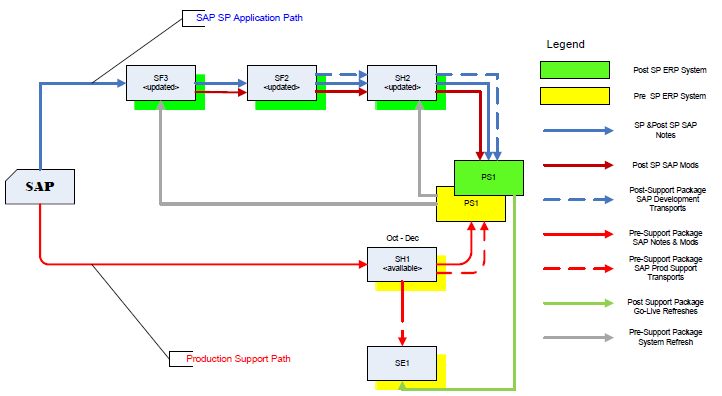 SAP SP Application Path
Legend
SF3
<updated>
SF2
<updated>
SH2
<updated>
Post SP ERP System
Pre SP ERP System
SP &Post SP SAP
Notes
Post SP SAP Mods
SAP
PS1
PS1
Post-Support Package
SAP Development
Transports
Oct - Dec
SH1
<available>
Pre-Support Package
SAP Notes & Mods
Pre-Support Package
SAP Prod Support
Transports
Post Support Package
Go-Live Refreshes
Pre-Support Package
System Refresh
Production Support Path
SE1